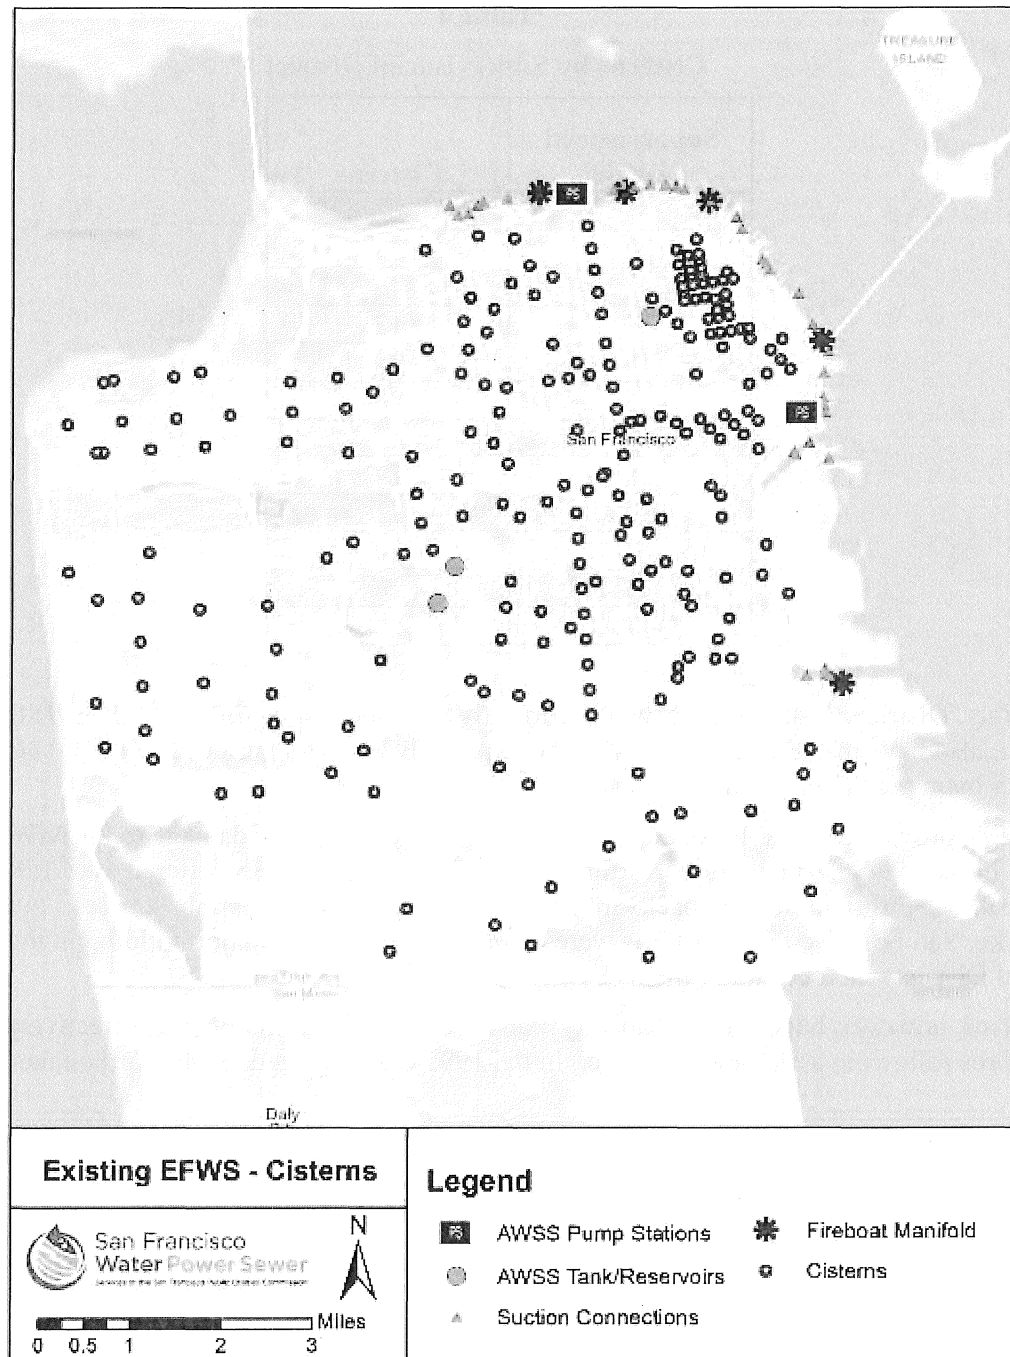 TREASURE
ISLAND
PS
PS
San Francisco
Daly
Existing EFWS - Cisterns
San Francisco
Water Power Sewer
N
Miles
0 0.5 1 2 3
Legend
PS AWSS Pump Stations
AWSS Tank/Reservoirs
Suction Connections
Fireboat Manifold
Cisterns